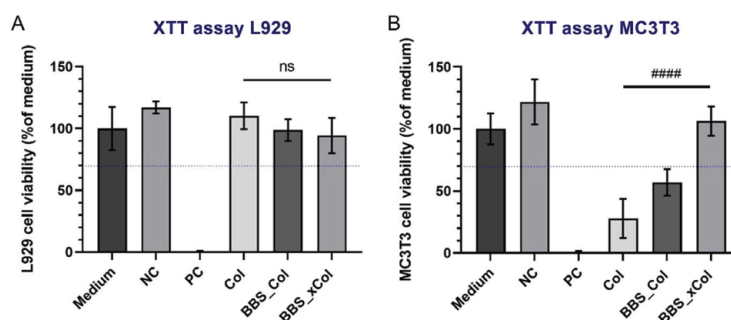 A
XTT assay L929
ns
L929 cell viability (%of medium)
150
100
50
0
Medium
NC
PC
Col
BBS_Col
BBS_xCol
B
XTT assay MC3T3
####
MC3T3 cell viability (%of medium)
150
100
50
0
Medium
NC
PC
Col
BBS_Col
BBS_xCol